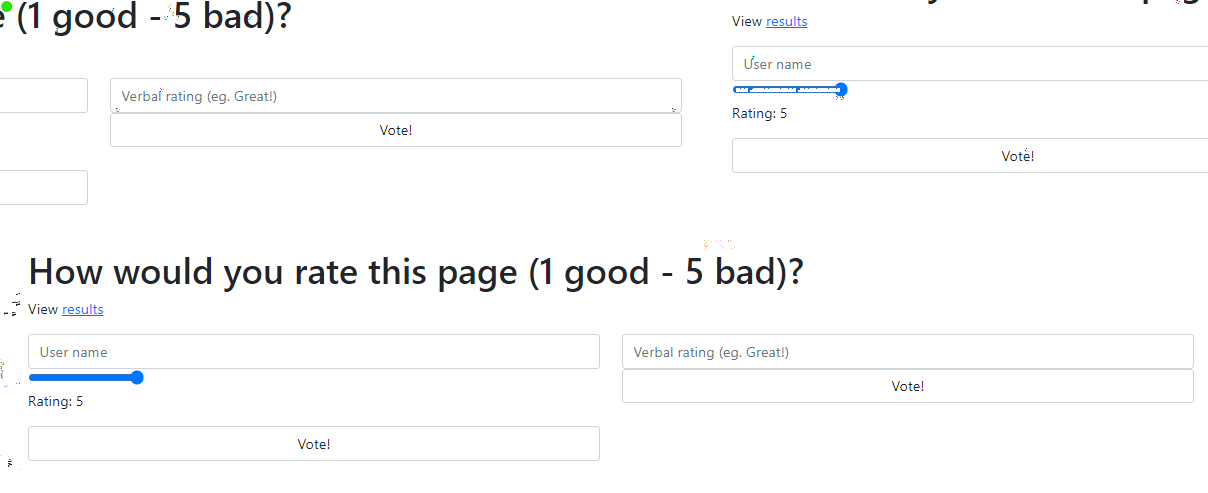 (1 good - 5 bad)?
Verbal rating (eg. Great!)
Vote!
View results
User name
Rating: 5
Vote!
How would you rate this page (1 good - 5 bad)?
View results
User name
Verbal rating (eg. Great!)
Vote!
Rating: 5
Vote!